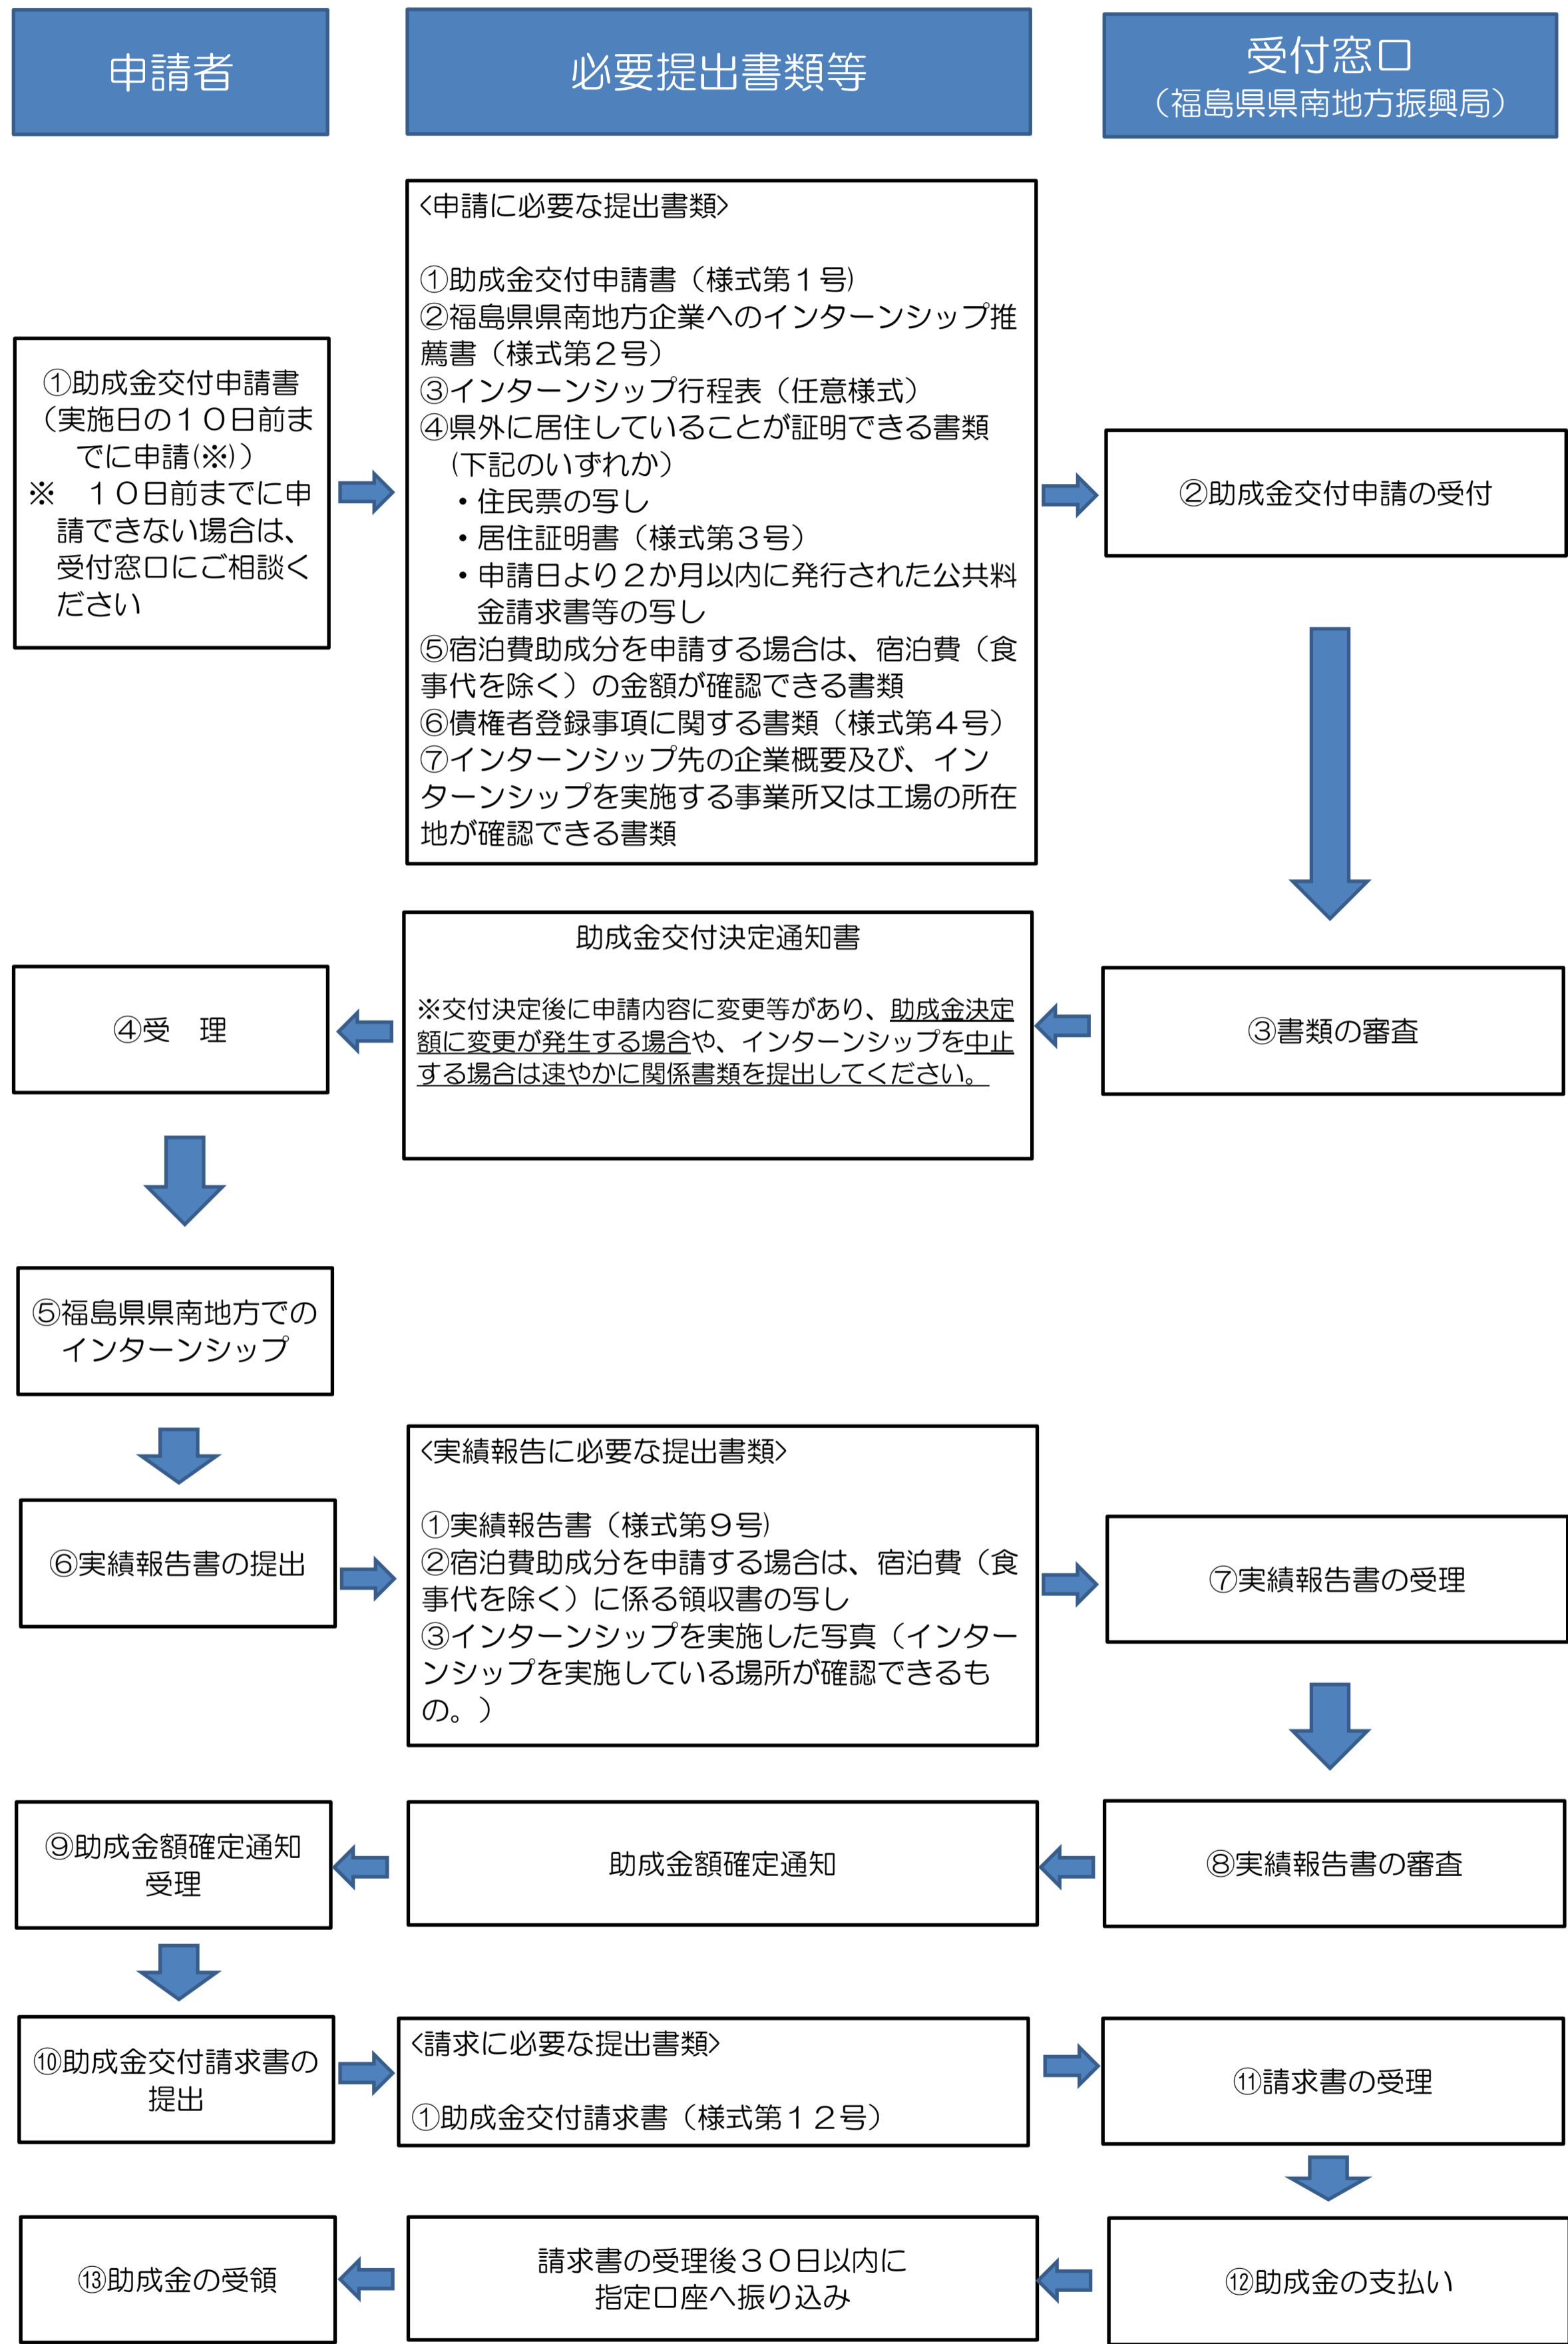 申請者
必要提出書類等
受付窓口
（福島県県南地方振興局）
①助成金交付申請書
（実施日の１０日前ま
でに申請(※)）
※　１０日前までに申
請できない場合は、
受付窓口にご相談く
ださい
<申請に必要な提出書類>
①助成金交付申請書（様式第１号)
②福島県県南地方企業へのインターンシップ推
薦書（様式第２号）
③インターンシップ行程表（任意様式）
④県外に居住していることが証明できる書類
(下記のいずれか）
・住民票の写し
・居住証明書（様式第３号）
・申請日より２か月以内に発行された公共料
金請求書等の写し
⑤宿泊費助成分を申請する場合は、宿泊費（食
事代を除く）の金額が確認できる書類
⑥債権者登録事項に関する書類（様式第４号）
⑦インターンシップ先の企業概要及び、イン
ターンシップを実施する事業所又は工場の所在
地が確認できる書類
②助成金交付申請の受付
③書類の審査
助成金交付決定通知書
※交付決定後に申請内容に変更等があり、助成金決定
額に変更が発生する場合や、インターンシップを中止
する場合は速やかに関係書類を提出してください。
④受　理
⑤福島県県南地方での
インターンシップ
⑥実績報告書の提出
<実績報告に必要な提出書類>
①実績報告書（様式第９号)
②宿泊費助成分を申請する場合は、宿泊費（食
事代を除く）に係る領収書の写し
③インターンシップを実施した写真（インター
ンシップを実施している場所が確認できるも
の。）
⑦実績報告書の受理
⑧実績報告書の審査
助成金額確定通知
⑨助成金額確定通知
受理
⑩助成金交付請求書の
提出
<請求に必要な提出書類>
①助成金交付請求書（様式第１２号）
⑪請求書の受理
⑫助成金の支払い
請求書の受理後３０日以内に
指定口座へ振り込み
⑬助成金の受領